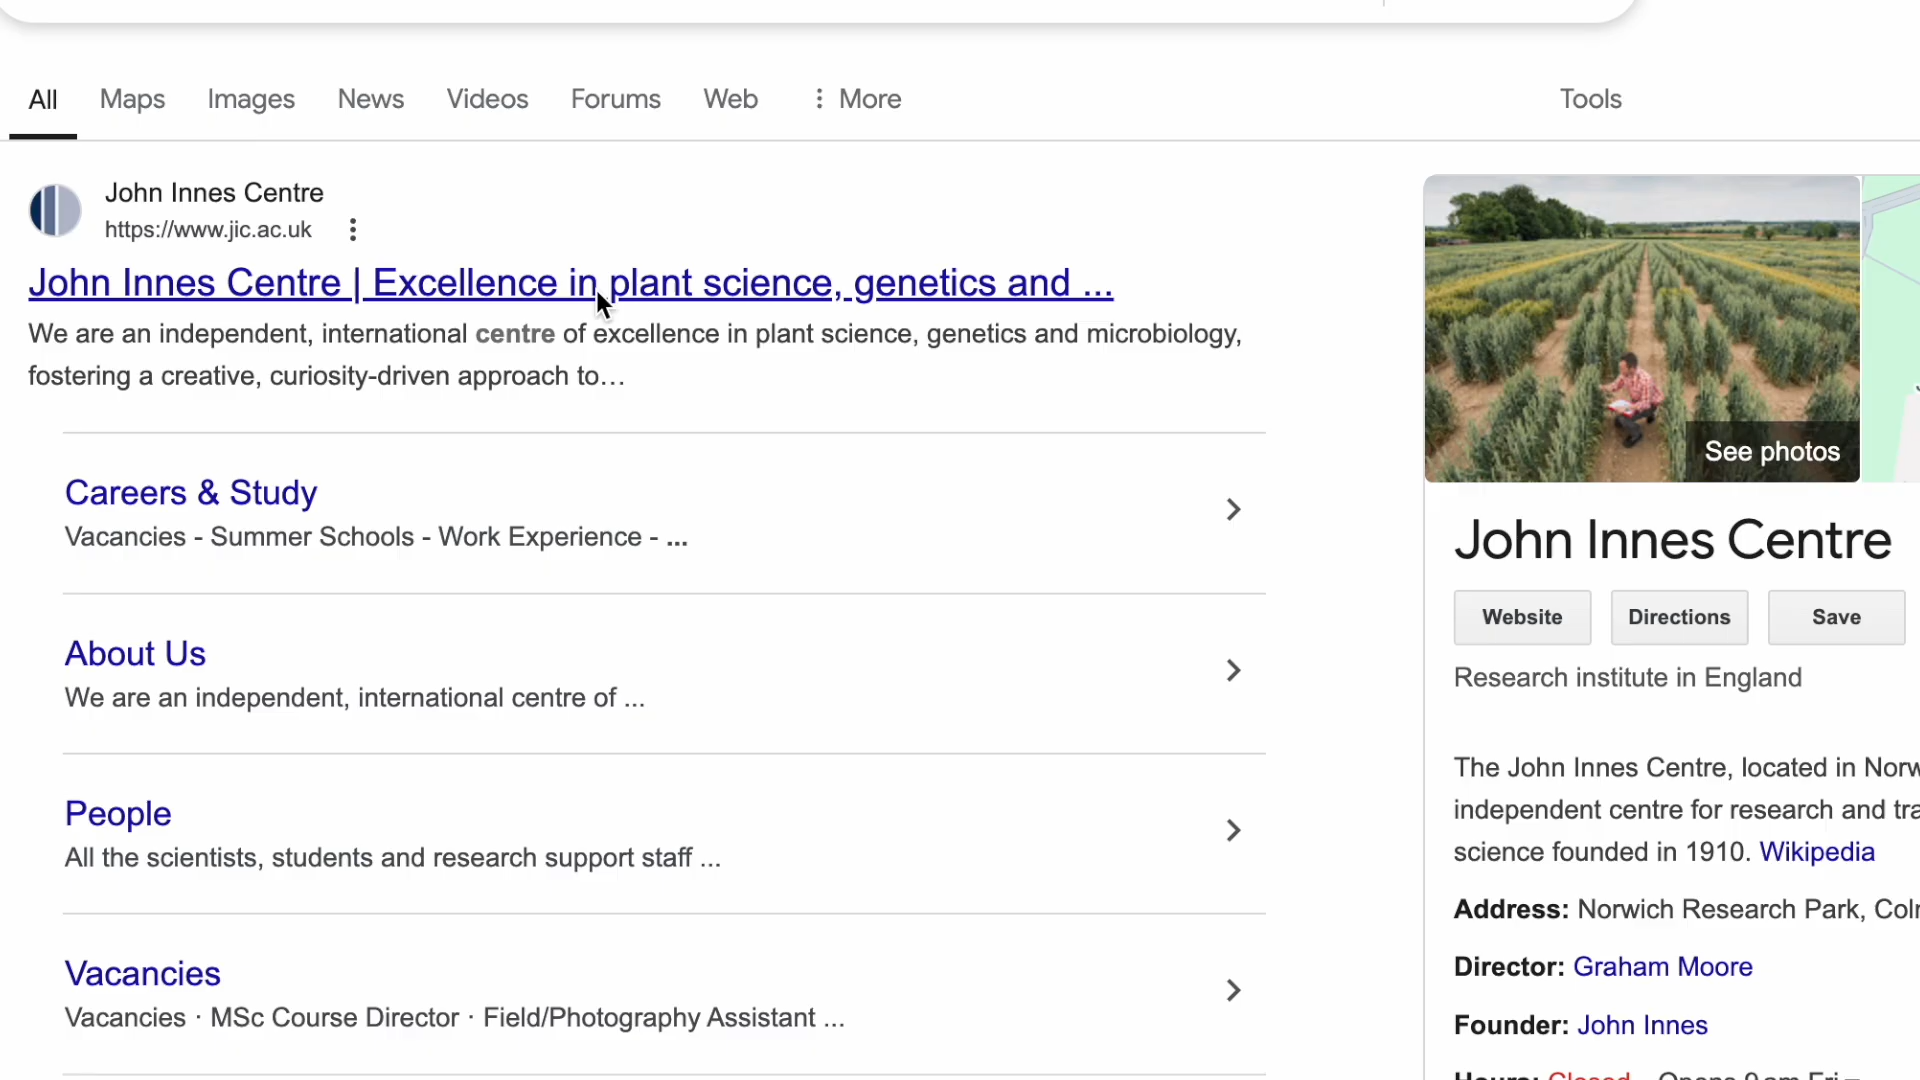 All Maps Images News Videos Forums Web More Tools
John Innes Centre
https://www.jic.ac.uk
John Innes Centre | Excellence in plant science, genetics and ...
We are an independent, international centre of excellence in plant science, genetics and microbiology,
fostering a creative, curiosity-driven approach to...
Careers & Study
Vacancies - Summer Schools - Work Experience - ...
About Us
We are an independent, international centre of ...
People
All the scientists, students and research support staff ...
Vacancies
Vacancies · MSc Course Director · Field/Photography Assistant ...
See photos
John Innes Centre
Website Directions Save
Research institute in England
The John Innes Centre, located in
independent centre for research and
science founded in 1910. Wikipedia
Address: Norwich Research Park,
Director: Graham Moore
Founder: John Innes